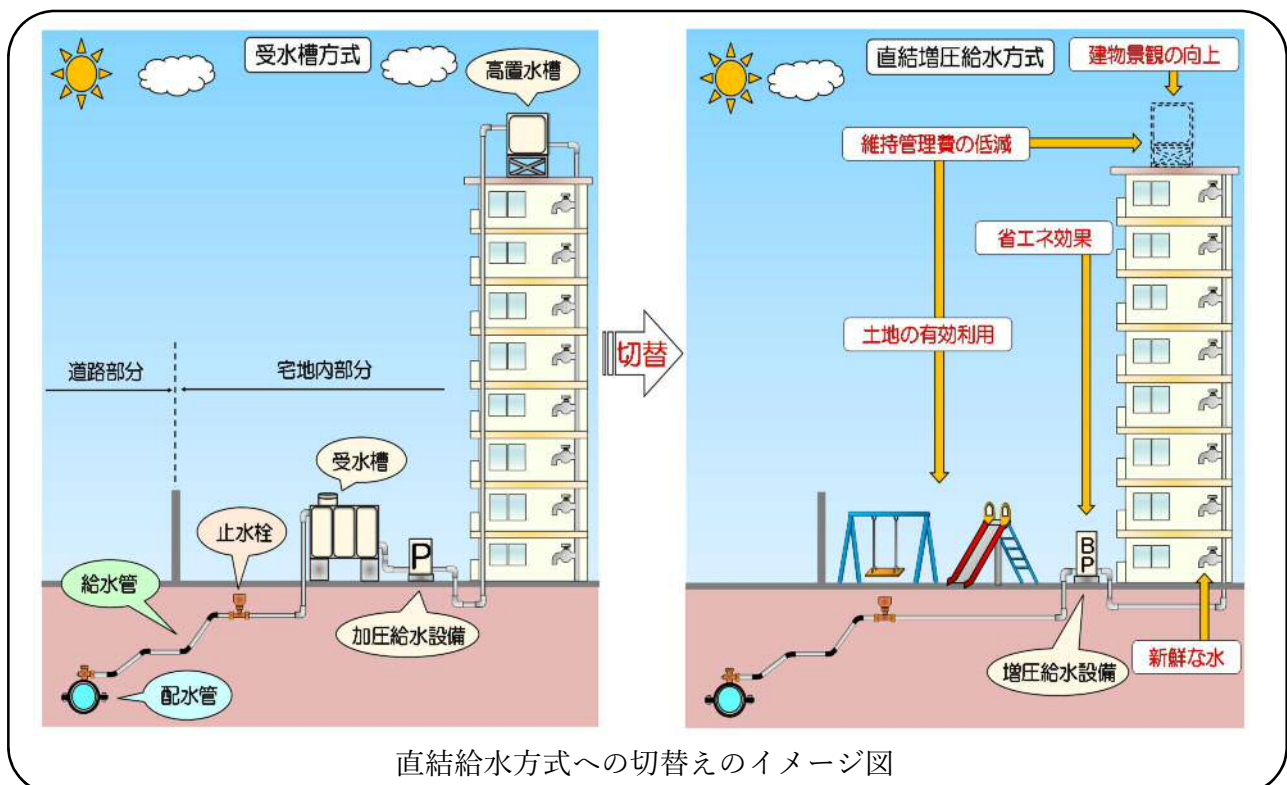 受水槽方式
高置水槽
道路部分
宅地内部分
受水槽
止水栓
P
給水管
加圧給水設備
配水管
切替
直結増圧給水方式
建物景観の向上
維持管理費の低減
省エネ効果
土地の有効利用
B
P
増圧給水設備
新鮮な水
直結給水方式への切替えのイメージ図